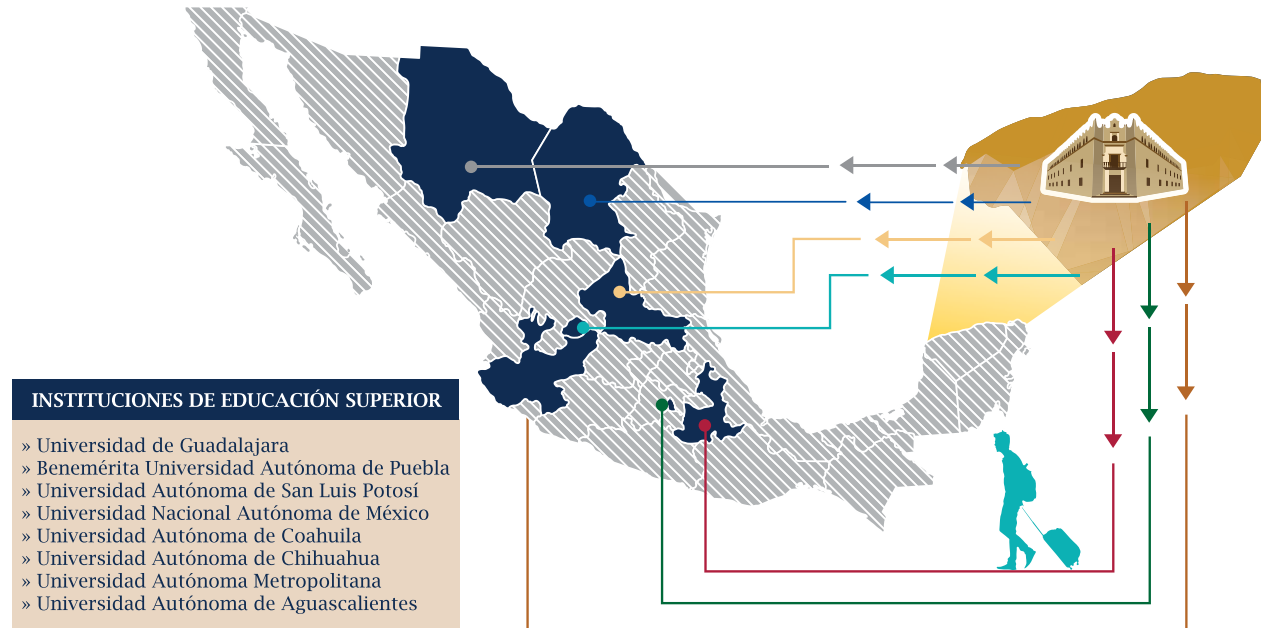 INSTITUCIONES DE EDUCACIÓN SUPERIOR
» Universidad de Guadalajara
» Benemérita Universidad Autónoma de Puebla
» Universidad Autónoma de San Luis Potosí
» Universidad Nacional Autónoma de México
» Universidad Autónoma de Coahuila
» Universidad Autónoma de Chihuahua
» Universidad Autónoma Metropolitana
» Universidad Autónoma de Aguascalientes